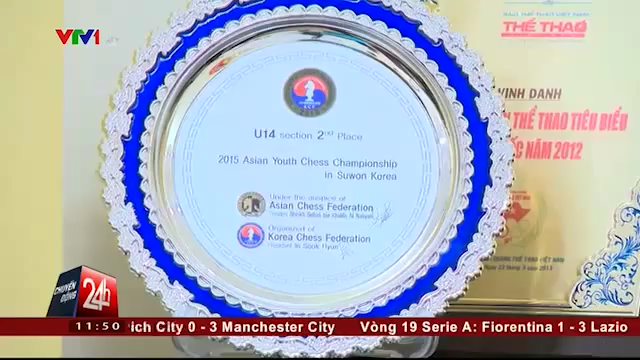 VTV1
THỂ THAO
VINH DANH
THỂ THAO TIÊU BIỂU
ỐC NĂM 2012
U14 section 2nd Place
2015 Asian Youth Chess Championship
in Suwon Korea
Under the auspice of
Asian Chess Federation
Organized of
Korea Chess Federation
CHUYỂN ĐỘNG
24h
11:50
ich City 0 - 3 Manchester City Vòng 19 Serie A: Fiorentina 1 - 3 Lazio